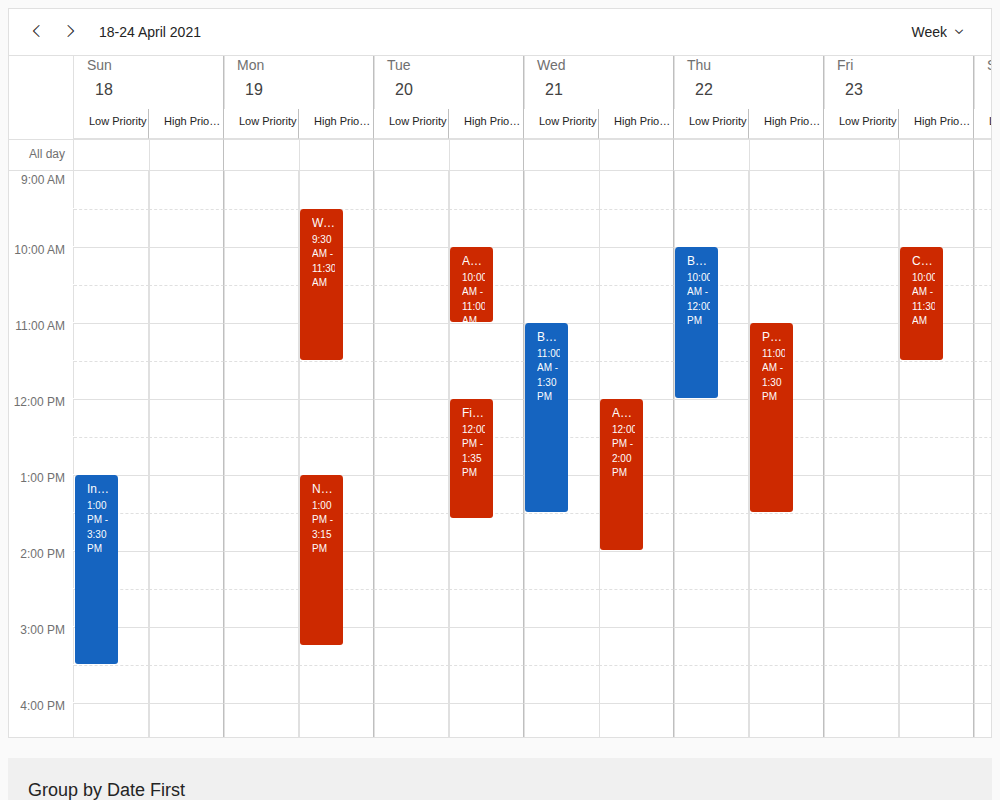 18-24 April 2021
Week
Sun
Mon
Tue
Wed
Thu
Fri
18
19
20
21
22
23
Low Priority
High Prio…
Low Priority
High Prio…
Low Priority
High Prio…
Low Priority
High Prio…
Low Priority
High Prio…
Low Priority
High Prio…
All day
9:00 AM
10:00 AM
11:00 AM
12:00 PM
1:00 PM
2:00 PM
3:00 PM
4:00 PM
In…
1:00
PM -
3:30
PM
W…
9:30
AM -
11:30
AM
N…
1:00
PM -
3:15
PM
A…
10:00
AM -
11:00
AM
Fi…
12:00
PM -
1:35
PM
B…
11:00
AM -
1:30
PM
A…
12:00
PM -
2:00
PM
B…
10:00
AM -
12:00
PM
P…
11:00
AM -
1:30
PM
C…
10:00
AM -
11:30
AM
Group by Date First